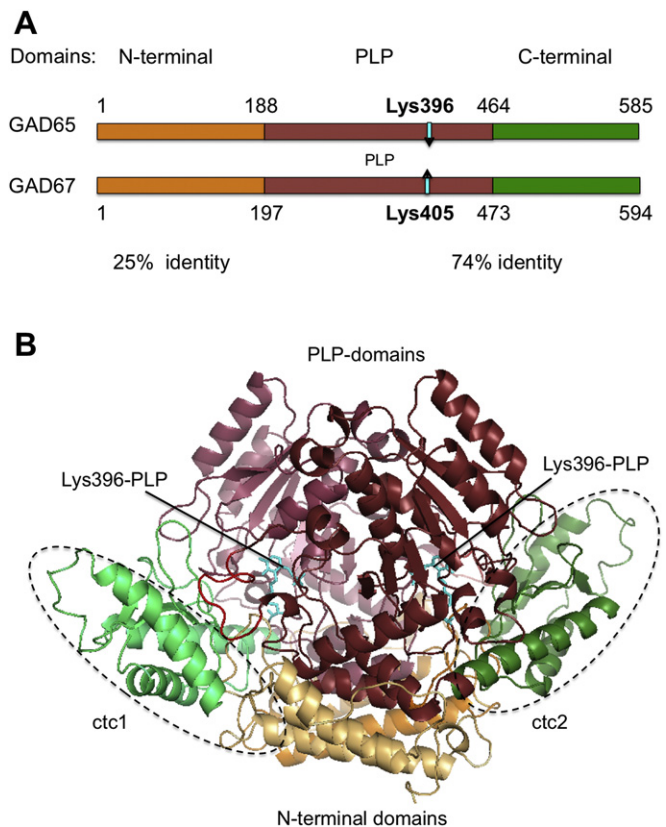 A
Domains: N-terminal PLP C-terminal
1 188 Lys396 464 585
GAD65
PLP
GAD67
1 197 Lys405 473 594
25% identity 74% identity
B
PLP-domains
Lys396-PLP Lys396-PLP
ctc1 ctc2
N-terminal domains